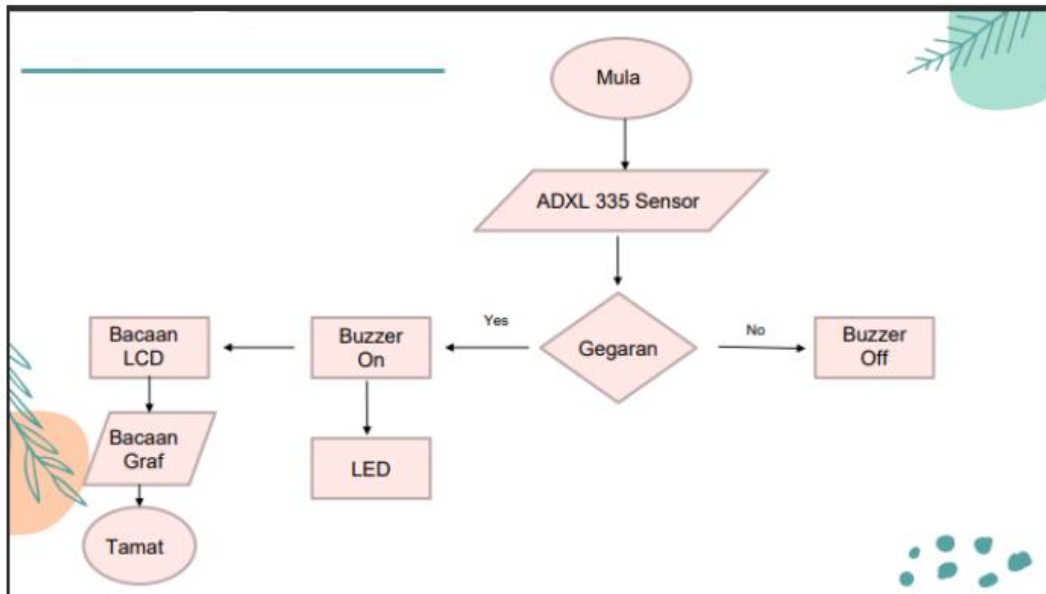 Mula
ADXL 335 Sensor
Gegaran
Yes
No
Buzzer
On
Buzzer
Off
Bacaan
LCD
LED
Bacaan
Graf
Tamat